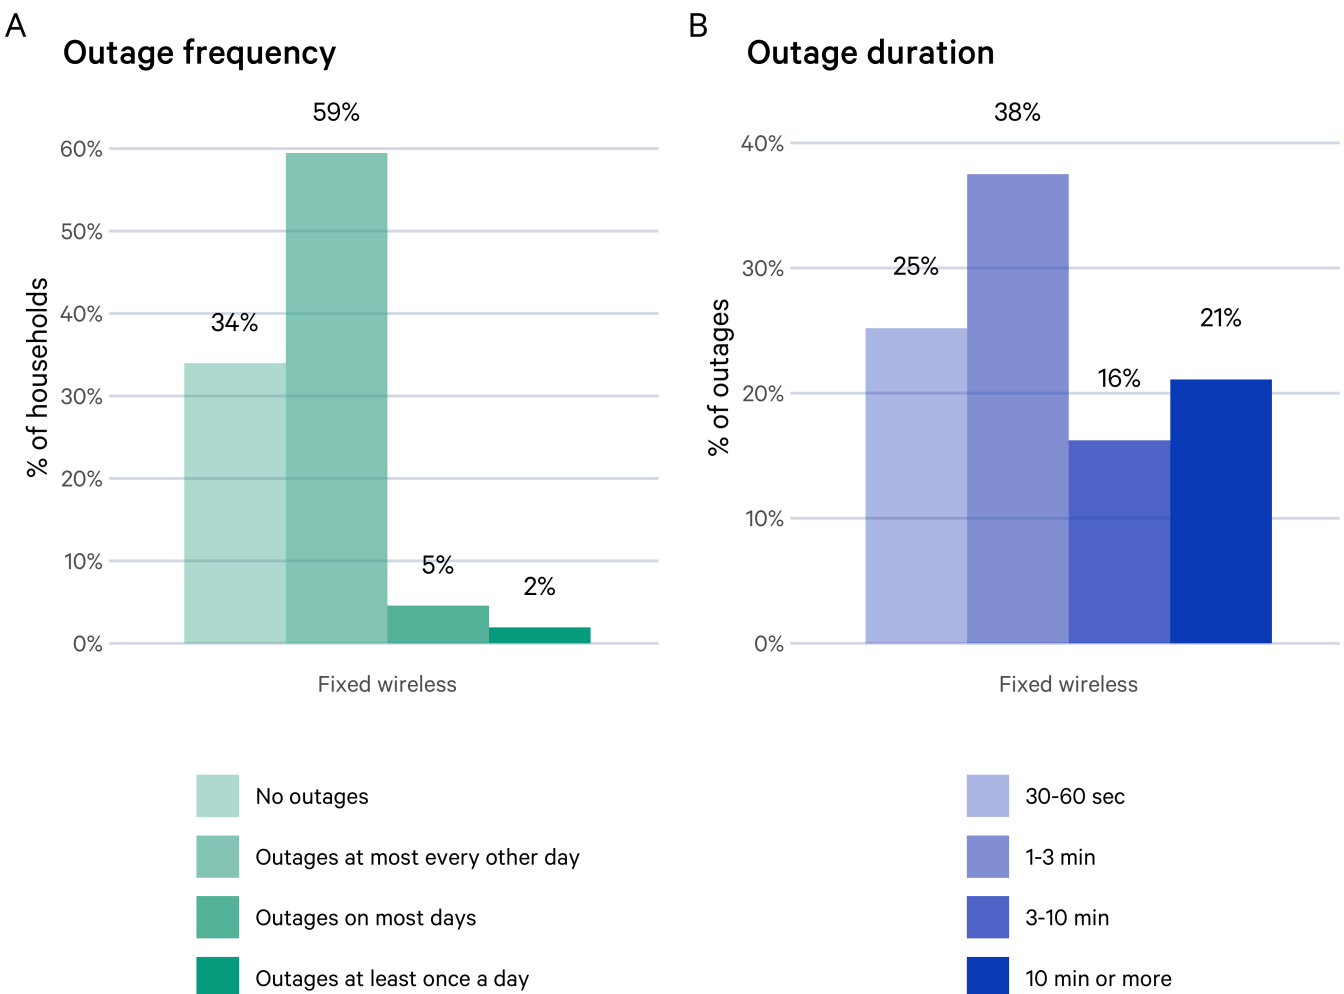 A
Outage frequency
59%
60%
50%
40%
34%
30%
20%
10%
5%
2%
0%
% of households
Fixed wireless
No outages
Outages at most every other day
Outages on most days
Outages at least once a day
B
Outage duration
38%
40%
30%
25%
21%
20%
16%
10%
0%
% of outages
Fixed wireless
30-60 sec
1-3 min
3-10 min
10 min or more